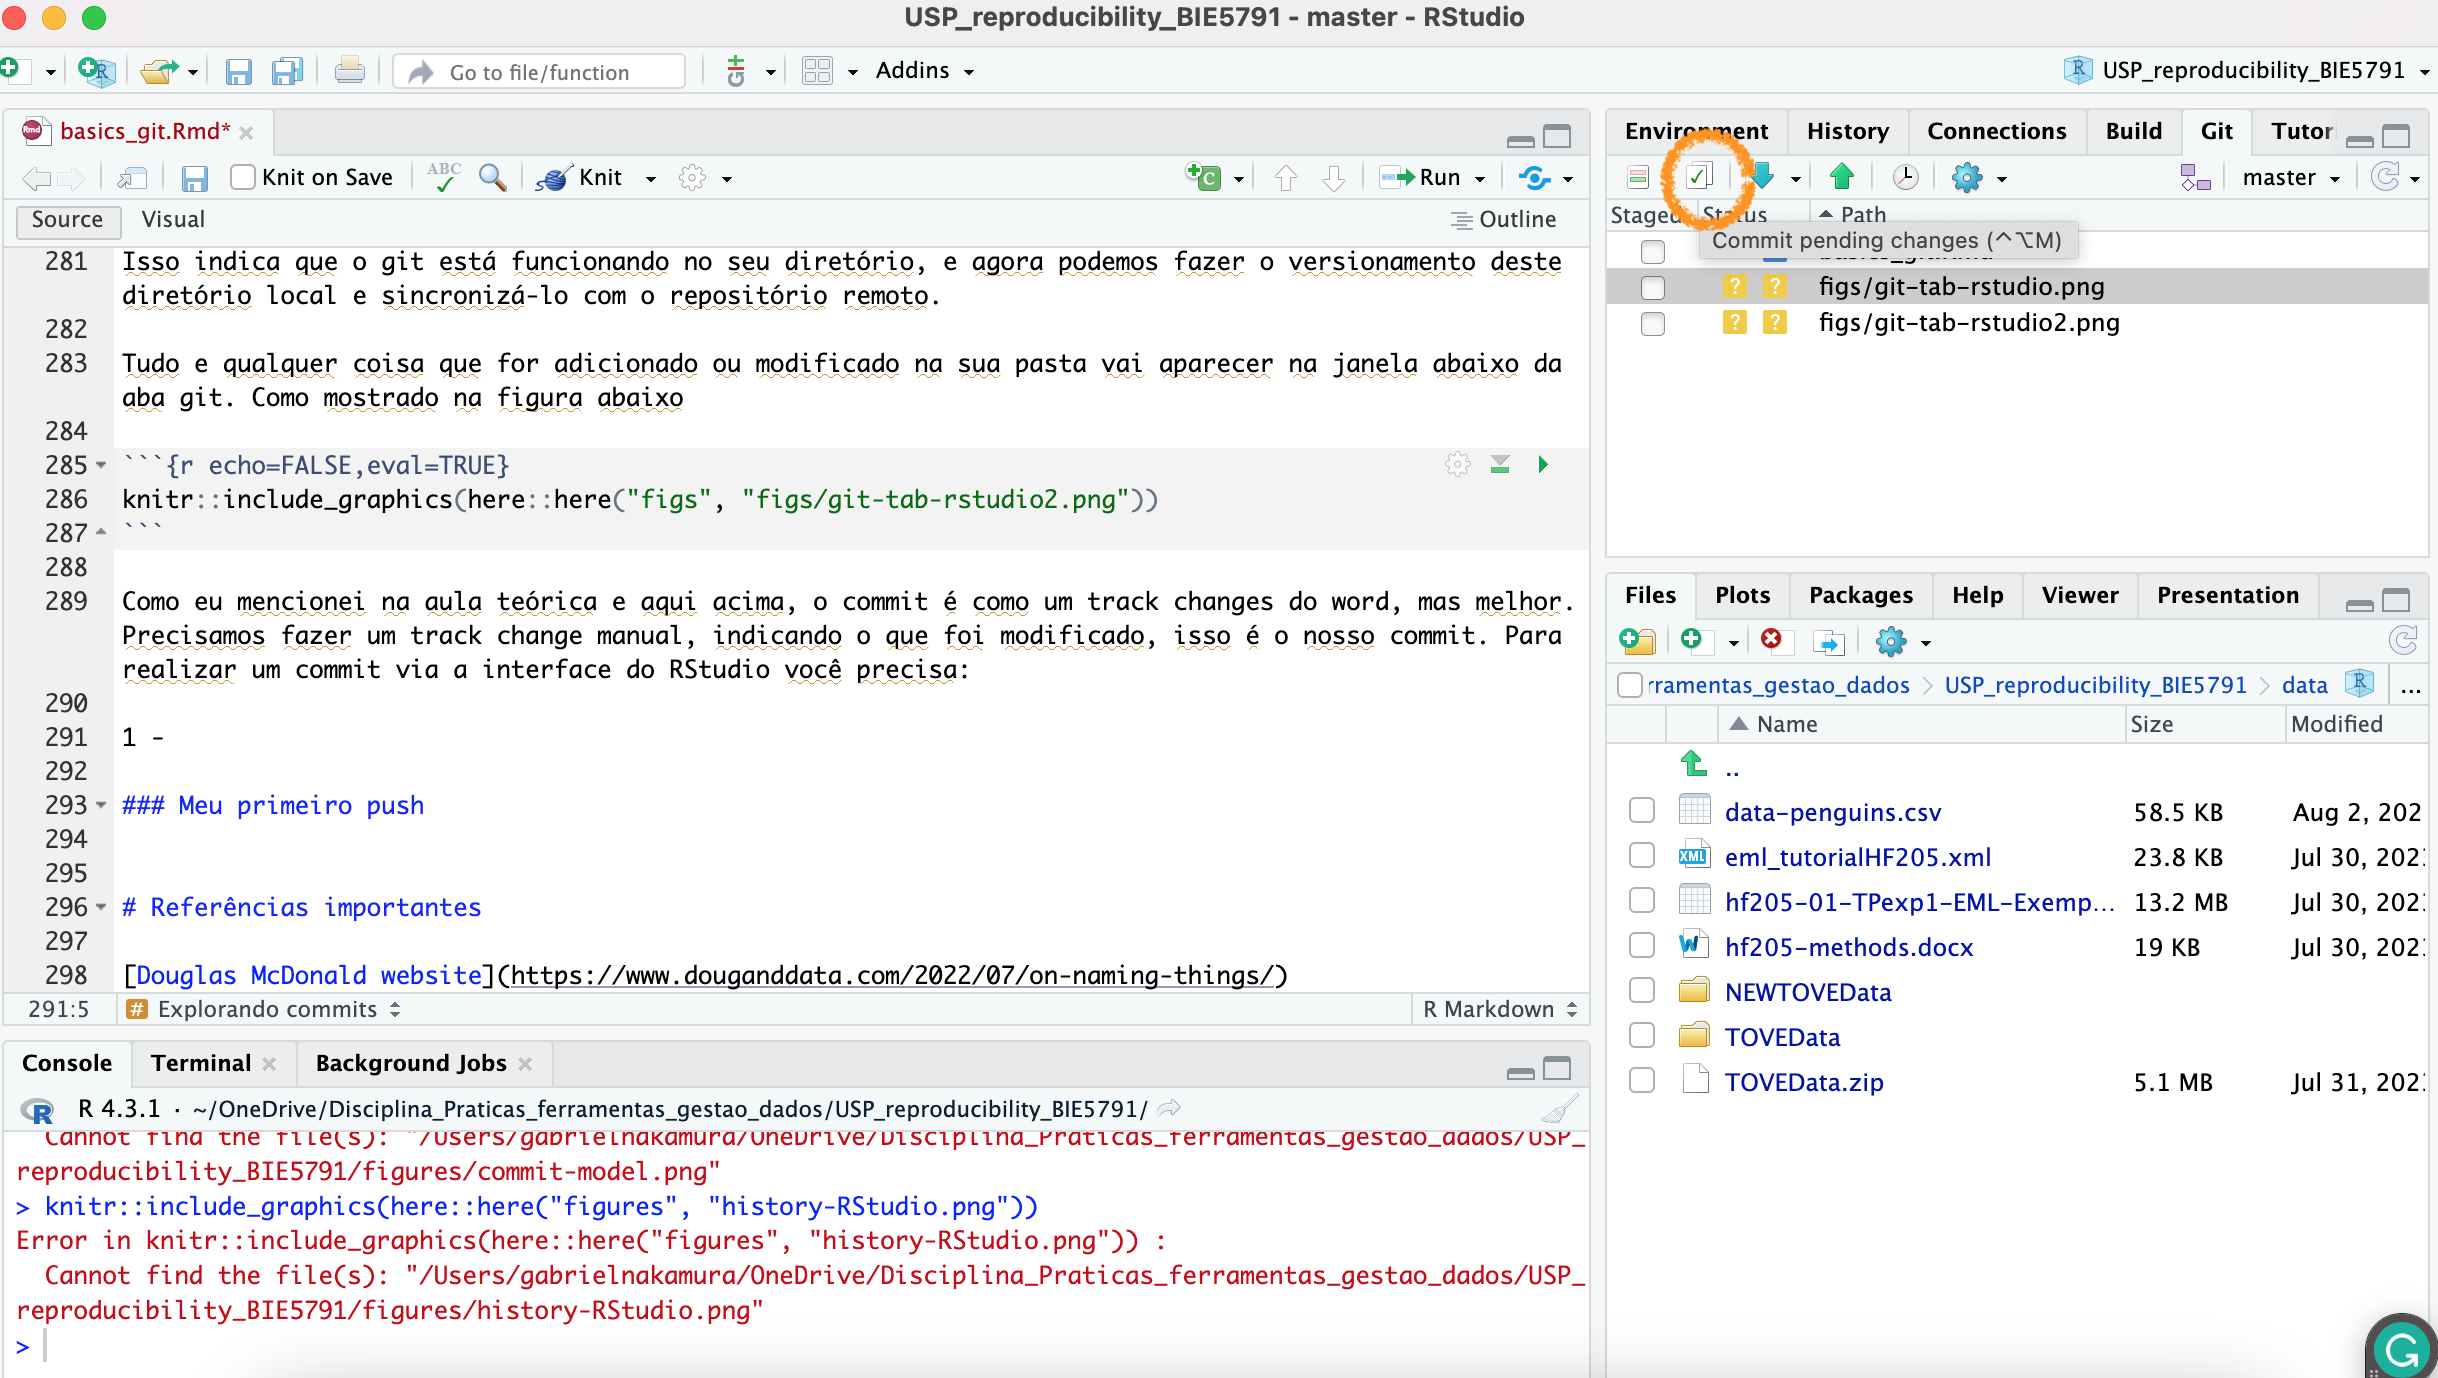 USP_reproducibility_BIE5791 - master - RStudio
Go to file/function
Addins
USP_reproducibility_BIE5791
basics_git.Rmd*
Knit on Save
ABC
Knit
Run
Source
Visual
Outline
281 Isso indica que o git está funcionando no seu diretório, e agora podemos fazer o versionamento deste
diretório local e sincronizá-lo com o repositório remoto.
282
283 Tudo e qualquer coisa que for adicionado ou modificado na sua pasta vai aparecer na janela abaixo da
aba git. Como mostrado na figura abaixo
284
285 ```{r echo=FALSE,eval=TRUE}
286 knitr::include_graphics(here::here("figs", "figs/git-tab-rstudio2.png"))
287 ```
288
289 Como eu mencionei na aula teórica e aqui acima, o commit é como um track changes do word, mas melhor.
Precisamos fazer um track change manual, indicando o que foi modificado, isso é o nosso commit. Para
realizar um commit via a interface do RStudio você precisa:
290
291 1 -
292
293 ### Meu primeiro push
294
295
296 # Referências importantes
297
298 [Douglas McDonald website](https://www.douganddata.com/2022/07/on-naming-things/)
291:5
# Explorando commits
R Markdown
Console
Terminal
Background Jobs
R 4.3.1 · ~/OneDrive/Disciplina_Praticas_ferramentas_gestao_dados/USP_reproducibility_BIE5791/
Cannot find the file(s): "/Users/gabrielnakamura/OneDrive/Disciplina_Praticas_ferramentas_gestao_dados/USP_
reproducibility_BIE5791/figures/commit-model.png"
> knitr::include_graphics(here::here("figures", "history-RStudio.png"))
Error in knitr::include_graphics(here::here("figures", "history-RStudio.png")) :
Cannot find the file(s): "/Users/gabrielnakamura/OneDrive/Disciplina_Praticas_ferramentas_gestao_dados/USP_
reproducibility_BIE5791/figures/history-RStudio.png"
>
Environment
History
Connections
Build
Git
Tutor
master
Staged
Status
Path
Commit pending changes (^⌥M)
? ? figs/git-tab-rstudio.png
? ? figs/git-tab-rstudio2.png
Files
Plots
Packages
Help
Viewer
Presentation
rramentas_gestao_dados > USP_reproducibility_BIE5791 > data
...
Name
Size
Modified
..
data-penguins.csv 58.5 KB Aug 2, 202
XML eml_tutorialHF205.xml 23.8 KB Jul 30, 202
hf205-01-TPexp1-EML-Exemp... 13.2 MB Jul 30, 202
W hf205-methods.docx 19 KB Jul 30, 202
NEWTOVEData
TOVEData
TOVEData.zip 5.1 MB Jul 31, 202